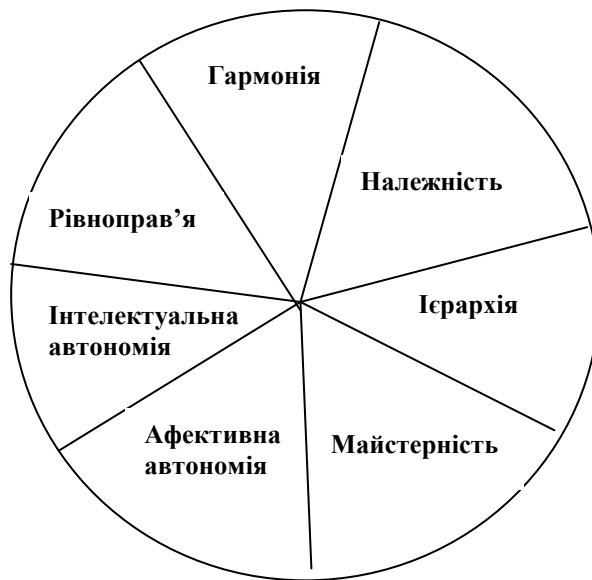 Гармонія
Належність
Рівноправ’я
Ієрархія
Інтелектуальна
автономія
Афективна
автономія
Майстерність